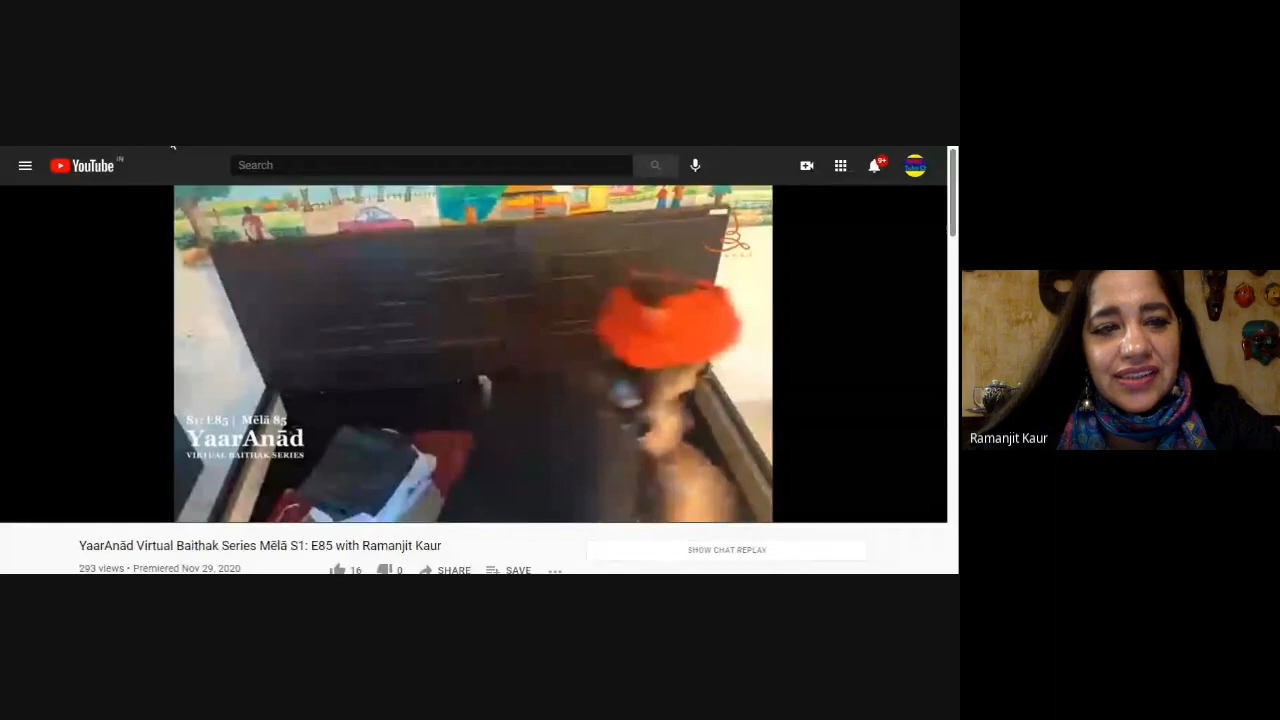 YouTube IN
Search
9+
S1: E85 | Mēlā 85
YaarAnād
VIRTUAL BAITHAK SERIES
YaarAnād Virtual Baithak Series Mēlā S1: E85 with Ramanjit Kaur
SHOW CHAT REPLAY
293 views • Premiered Nov 29, 2020
16
0
SHARE
SAVE
Ramanjit Kaur